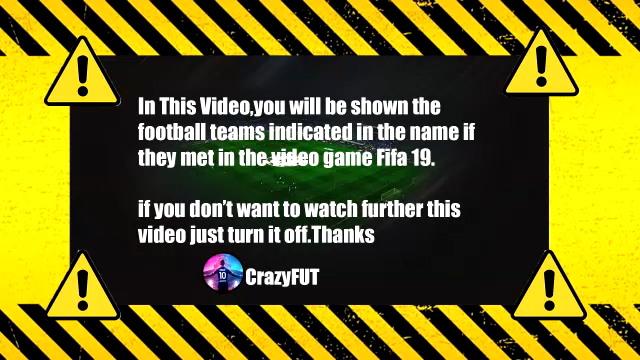 In This Video,you will be shown the
football teams indicated in the name if
they met in the video game Fifa 19.
if you don't want to watch further this
video just turn it off.Thanks
10
CrazyFUT